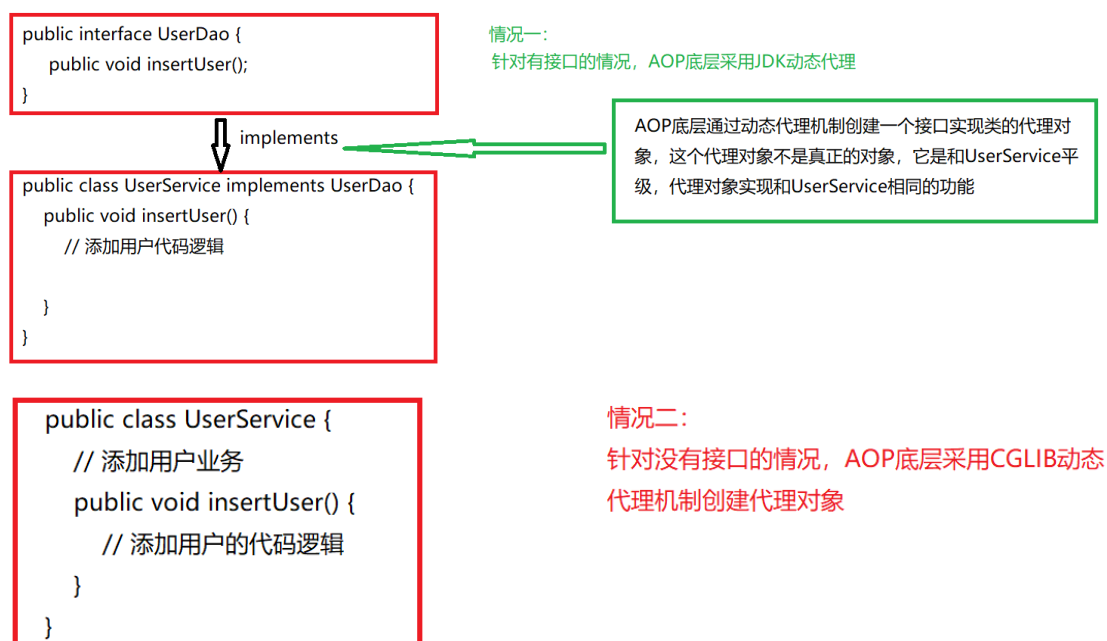 public interface UserDao {
public void insertUser();
}
情况一：
针对有接口的情况，AOP底层采用JDK动态代理
implements
AOP底层通过动态代理机制创建一个接口实现类的代理对
象，这个代理对象不是真正的对象，它是和UserService平
级，代理对象实现和UserService相同的功能
public class UserService implements UserDao {
public void insertUser() {
// 添加用户代码逻辑
}
}
public class UserService {
// 添加用户业务
public void insertUser() {
// 添加用户的代码逻辑
}
}
情况二：
针对没有接口的情况，AOP底层采用CGLIB动态
代理机制创建代理对象